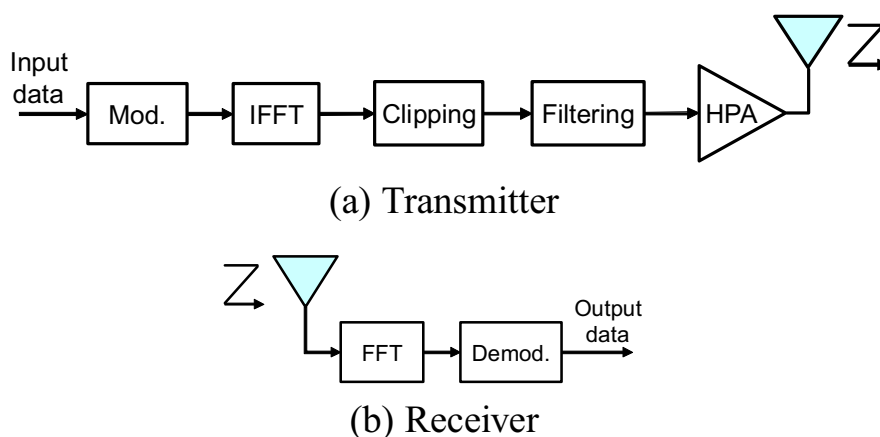 Input
data
Mod.
IFFT
Clipping
Filtering
HPA
(a) Transmitter
FFT
Demod.
Output
data
(b) Receiver